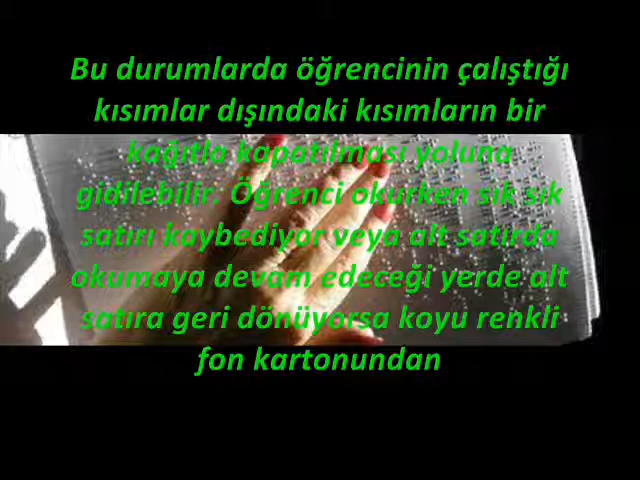 Bu durumlarda öğrencinin çalıştığı
kısımlar dışındaki kısımların bir
kağıtla kapatılması yoluna
gidilebilir. Öğrenci okurken sık sık
satırı kaybediyor veya alt satırda
okumaya devam edeceği yerde alt
satıra geri dönüyorsa koyu renkli
fon kartonundan